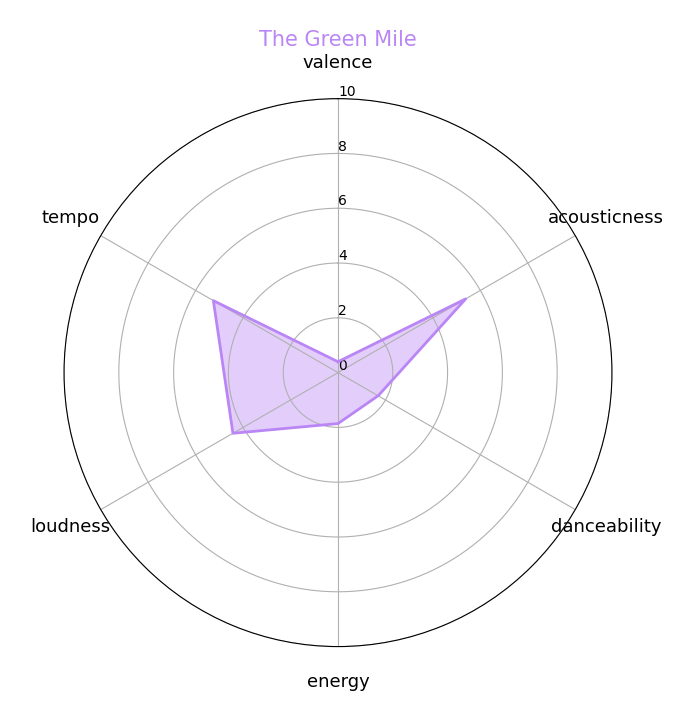 The Green Mile
valence
10
8
6
4
2
0
tempo
acousticness
loudness
danceability
energy